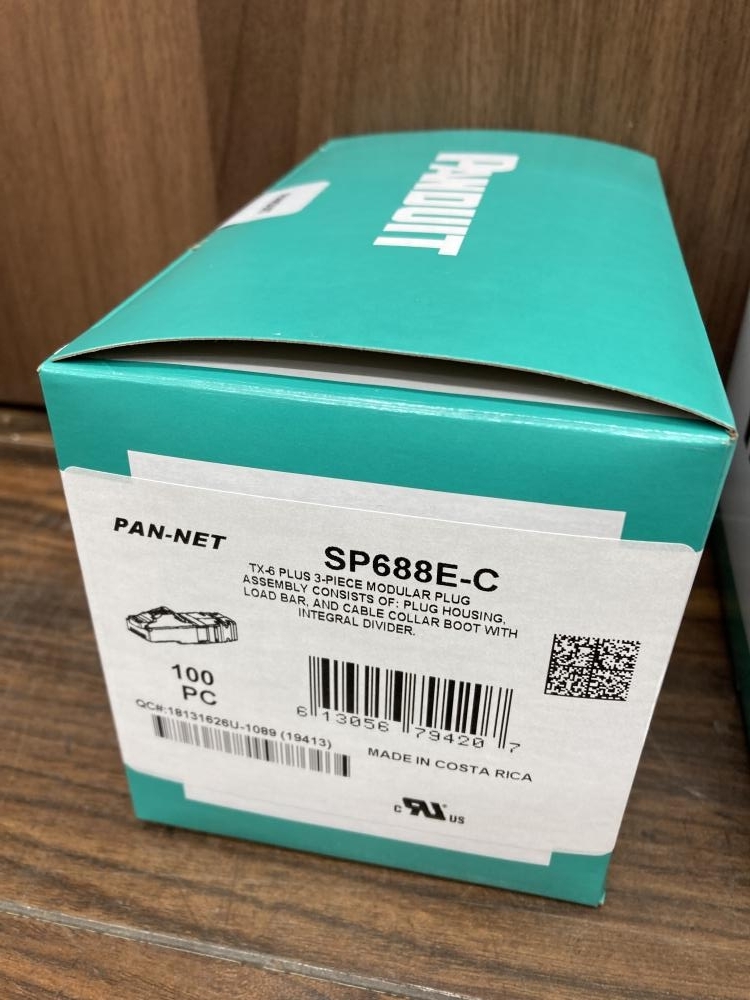 PANDUIT
PAN-NET
SP688E-C
TX-6 PLUS 3-PIECE MODULAR PLUG
ASSEMBLY CONSISTS OF: PLUG HOUSING,
LOAD BAR, AND CABLE COLLAR BOOT WITH
INTEGRAL DIVIDER.
100
PC
QC#:18131626U-1089 (19413)
6 13056 79420 7
MADE IN COSTA RICA
C US